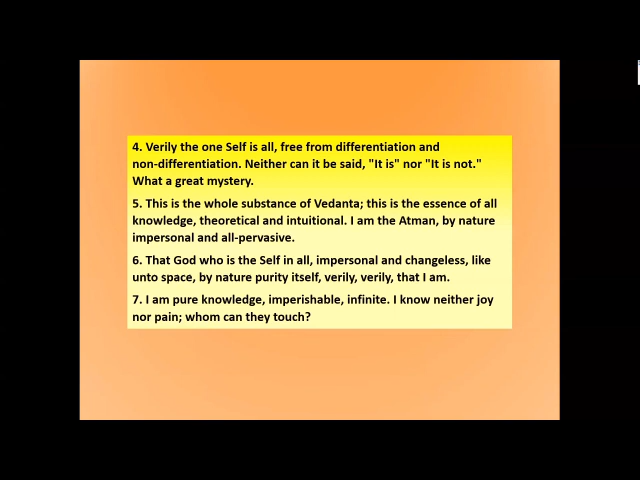 4. Verily the one Self is all, free from differentiation and
non-differentiation. Neither can it be said, "It is" nor "It is not."
What a great mystery.
5. This is the whole substance of Vedanta; this is the essence of all
knowledge, theoretical and intuitional. I am the Atman, by nature
impersonal and all-pervasive.
6. That God who is the Self in all, impersonal and changeless, like
unto space, by nature purity itself, verily, verily, that I am.
7. I am pure knowledge, imperishable, infinite. I know neither joy
nor pain; whom can they touch?